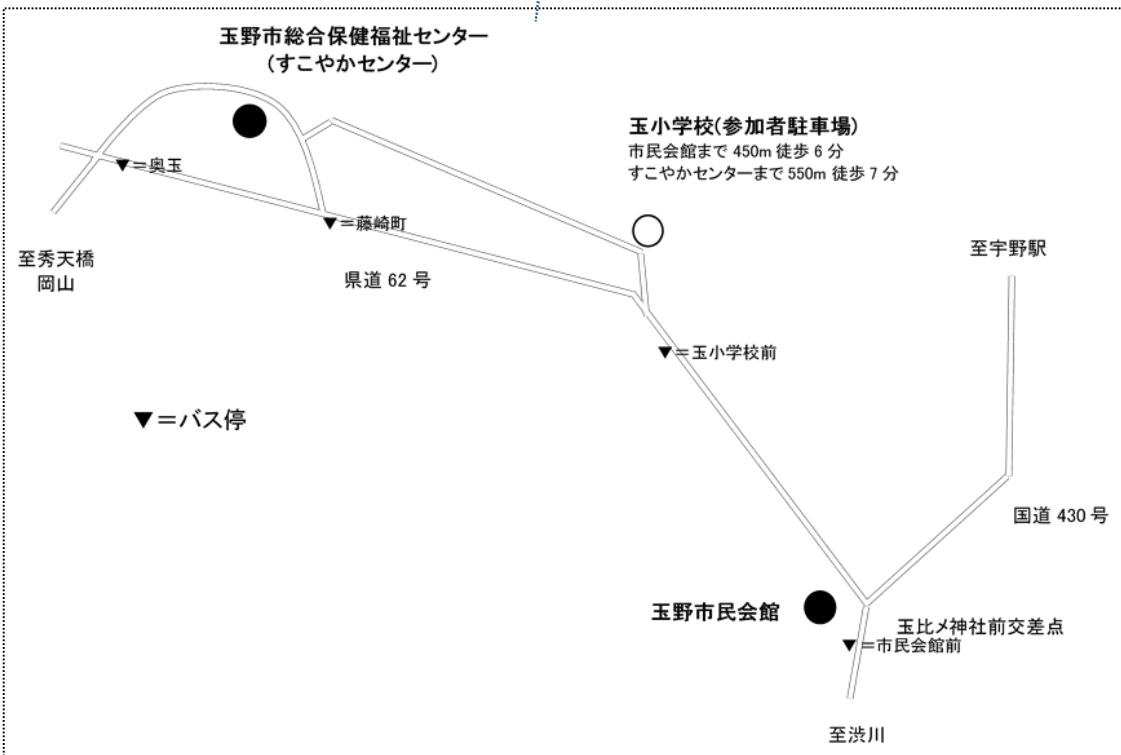 玉野市総合保健福祉センター
(すこやかセンター)
玉小学校(参加者駐車場)
市民会館まで 450m 徒歩 6 分
すこやかセンターまで 550m 徒歩 7 分
▼=奥玉
▼=藤崎町
至秀天橋
岡山
県道 62 号
至宇野駅
▼=玉小学校前
▼=バス停
国道 430 号
玉野市民会館
玉比メ神社前交差点
▼=市民会館前
至渋川